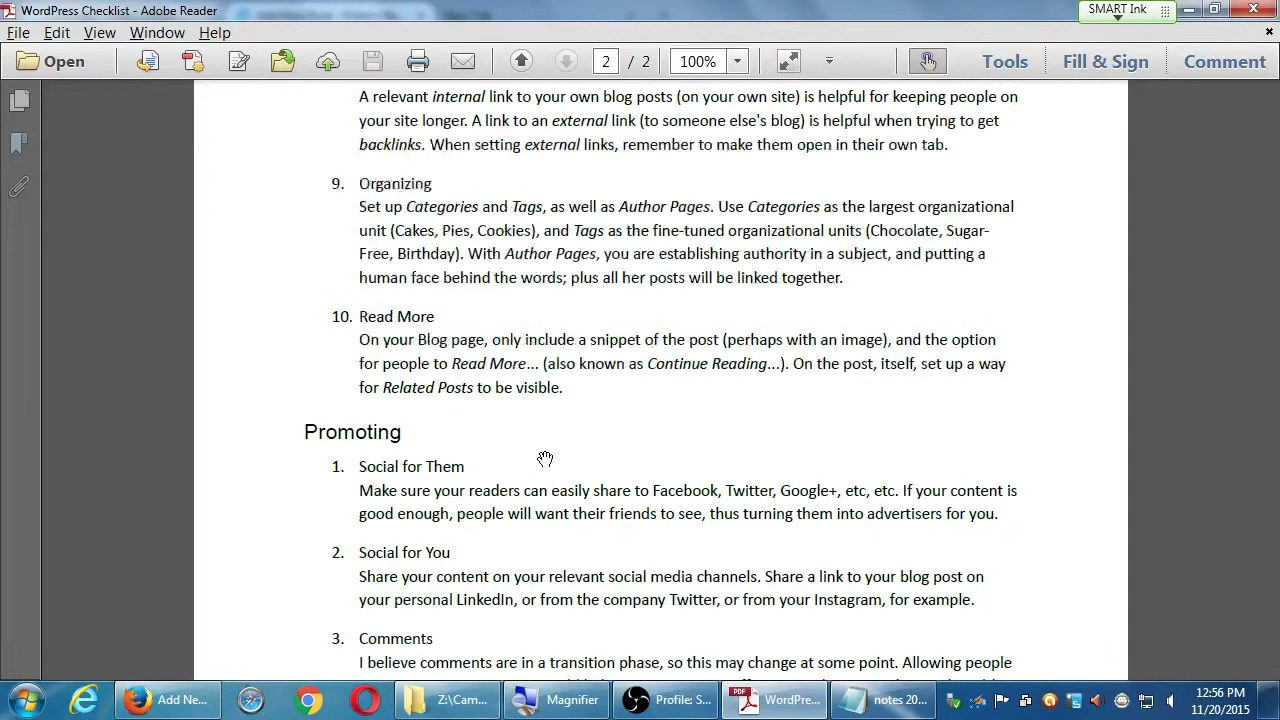 WordPress Checklist - Adobe Reader
SMART Ink
File Edit View Window Help
Open 2 / 2 100% Tools Fill & Sign Comment
A relevant internal link to your own blog posts (on your own site) is helpful for keeping people on
your site longer. A link to an external link (to someone else's blog) is helpful when trying to get
backlinks. When setting external links, remember to make them open in their own tab.
9. Organizing
Set up Categories and Tags, as well as Author Pages. Use Categories as the largest organizational
unit (Cakes, Pies, Cookies), and Tags as the fine-tuned organizational units (Chocolate, Sugar-
Free, Birthday). With Author Pages, you are establishing authority in a subject, and putting a
human face behind the words; plus all her posts will be linked together.
10. Read More
On your Blog page, only include a snippet of the post (perhaps with an image), and the option
for people to Read More... (also known as Continue Reading...). On the post, itself, set up a way
for Related Posts to be visible.
Promoting
1. Social for Them
Make sure your readers can easily share to Facebook, Twitter, Google+, etc, etc. If your content is
good enough, people will want their friends to see, thus turning them into advertisers for you.
2. Social for You
Share your content on your relevant social media channels. Share a link to your blog post on
your personal LinkedIn, or from the company Twitter, or from your Instagram, for example.
3. Comments
I believe comments are in a transition phase, so this may change at some point. Allowing people
Add Ne... Z:\Cam... Magnifier Profile: S... WordPre... notes 20...
12:56 PM
11/20/2015